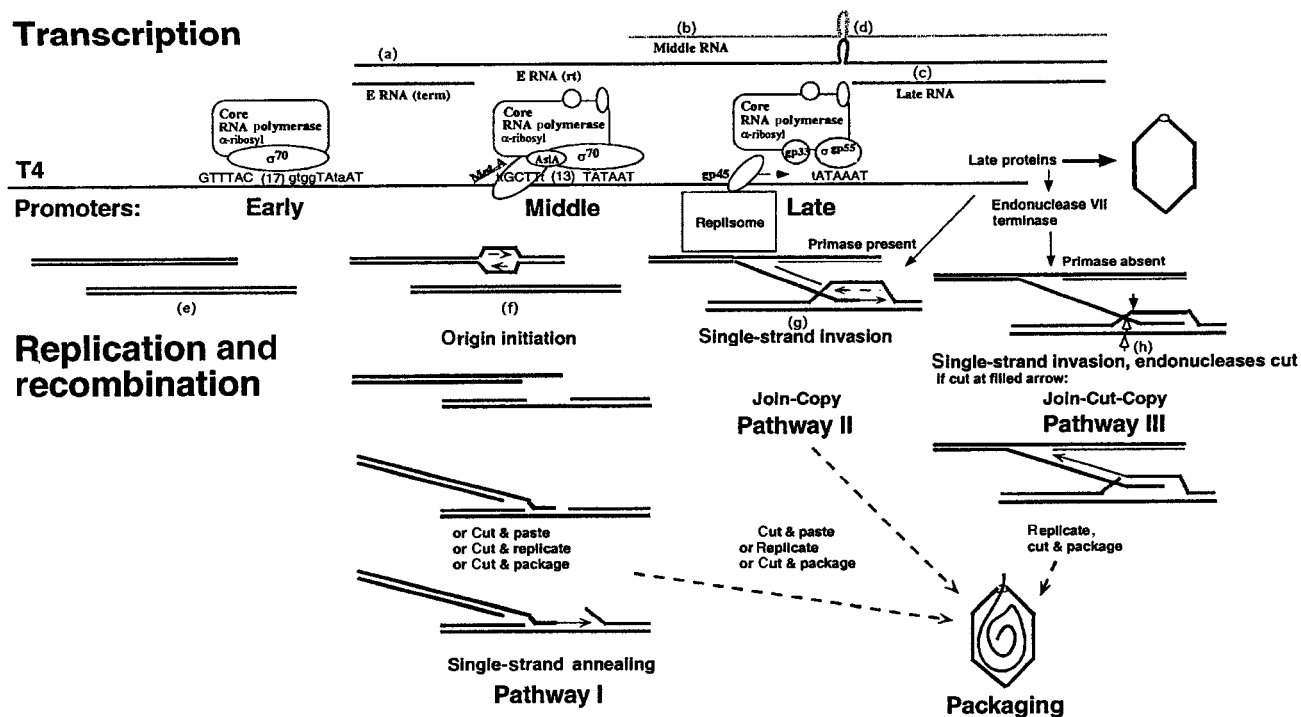 Transcription
(a)
(b)
(d)
Middle RNA
(c)
E RNA (rt)
E RNA (term)
Late RNA
Core
RNA polymerase
α-ribosyl
σ70
Core
RNA polymerase
α-ribosyl
Mot-A
AsiA
σ70
Core
RNA polymerase
α-ribosyl
gp33
σ gp55
gp45
T4
GTTTAC (17) gtggTAtaAT
GCTTt (13) TATAAT
tATAAAT
Late proteins
Promoters:
Early
Middle
Late
Replisome
Endonuclease VII
terminase
Primase present
Primase absent
(e)
(f)
(g)
(h)
Origin initiation
Single-strand invasion
Single-strand invasion, endonucleases cut
if cut at filled arrow:
Replication and
recombination
Join-Copy
Pathway II
Join-Cut-Copy
Pathway III
or Cut & paste
or Cut & replicate
or Cut & package
Cut & paste
or Replicate
or Cut & package
Replicate,
cut & package
Single-strand annealing
Pathway I
Packaging